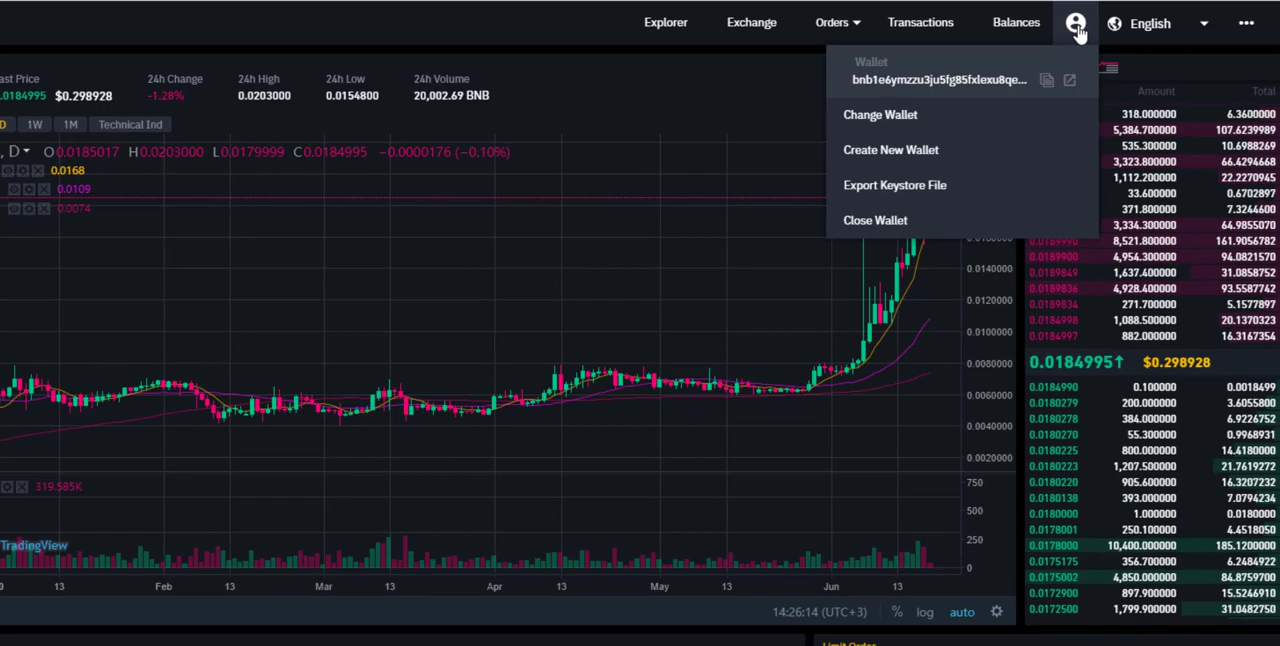 Explorer Exchange Orders Transactions Balances English
ast Price 24h Change 24h High 24h Low 24h Volume
.0184995 $0.298928 -1.28% 0.0203000 0.0154800 20,002.69 BNB
Wallet
bnb1e6ymzzu3ju5fg85fxlexu8qe...
Change Wallet
Create New Wallet
Export Keystore File
Close Wallet
D 1W 1M Technical Ind
, D O0.0185017 H0.0203000 L0.0179999 C0.0184995 −0.0000176 (−0.10%)
0.0168
0.0109
0.0074
0.0140000
0.0120000
0.0100000
0.0080000
0.0060000
0.0040000
0.0020000
319.585K
750
500
250
0
TradingView
13 Feb 13 Mar 13 Apr 13 May 13 Jun 13
14:26:14 (UTC+3) % log auto
Amount Total
318.000000 6.3600000
5,384.700000 107.6239989
535.300000 10.6988269
3,323.800000 66.4294668
1,112.200000 22.2270945
33.600000 0.6702897
371.800000 7.3244600
3,334.300000 64.9855070
0.0189990 8,521.800000 161.9056782
0.0189900 4,954.300000 94.0821570
0.0189849 1,637.400000 31.0858752
0.0189836 4,928.400000 93.5587742
0.0189834 271.700000 5.1577897
0.0184998 1,088.500000 20.1370323
0.0184997 882.000000 16.3167354
0.0184995↑ $0.298928
0.0184990 0.100000 0.0018499
0.0180279 200.000000 3.6055800
0.0180278 384.000000 6.9226752
0.0180270 55.300000 0.9968931
0.0180225 800.000000 14.4180000
0.0180223 1,207.500000 21.7619272
0.0180220 905.600000 16.3207232
0.0180138 393.000000 7.0794234
0.0180000 1.000000 0.0180000
0.0178001 250.100000 4.4518050
0.0178000 10,400.000000 185.1200000
0.0175175 356.700000 6.2484922
0.0175002 4,850.000000 84.8759700
0.0172900 897.900000 15.5246910
0.0172500 1,799.900000 31.0482750
Limit Order